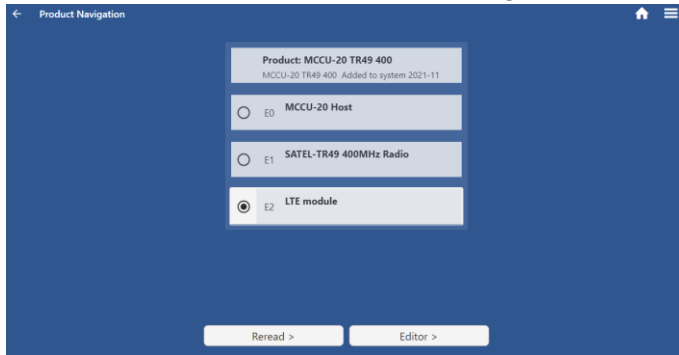 Product Navigation
Product: MCCU-20 TR49 400
MCCU-20 TR49 400 Added to system 2021-11
E0 MCCU-20 Host
E1 SATEL-TR49 400MHz Radio
E2 LTE module
Reread > Editor >